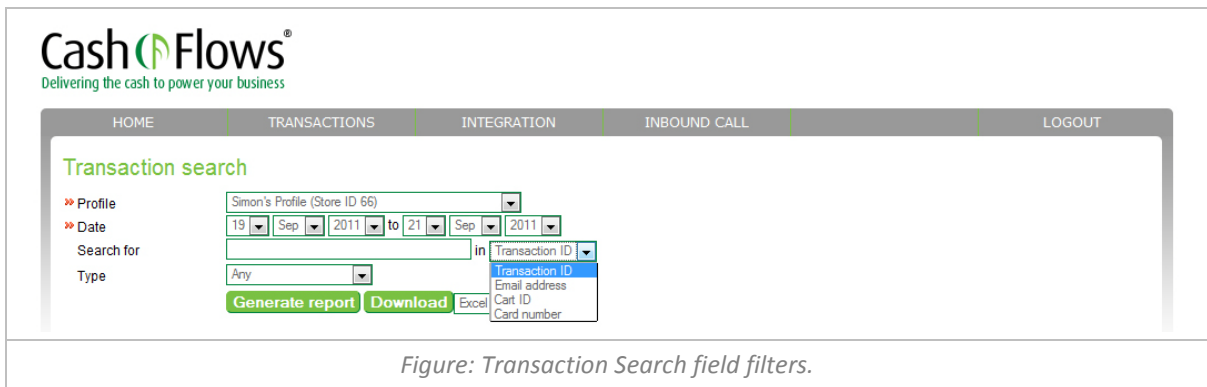 Cash Flows®
Delivering the cash to power your business
HOME TRANSACTIONS INTEGRATION INBOUND CALL LOGOUT
Transaction search
» Profile Simon's Profile (Store ID 66)
» Date 19 Sep 2011 to 21 Sep 2011
Search for in Transaction ID
Transaction ID
Type Any
Email address
Cart ID
Generate report Download Excel
Card number
Figure: Transaction Search field filters.